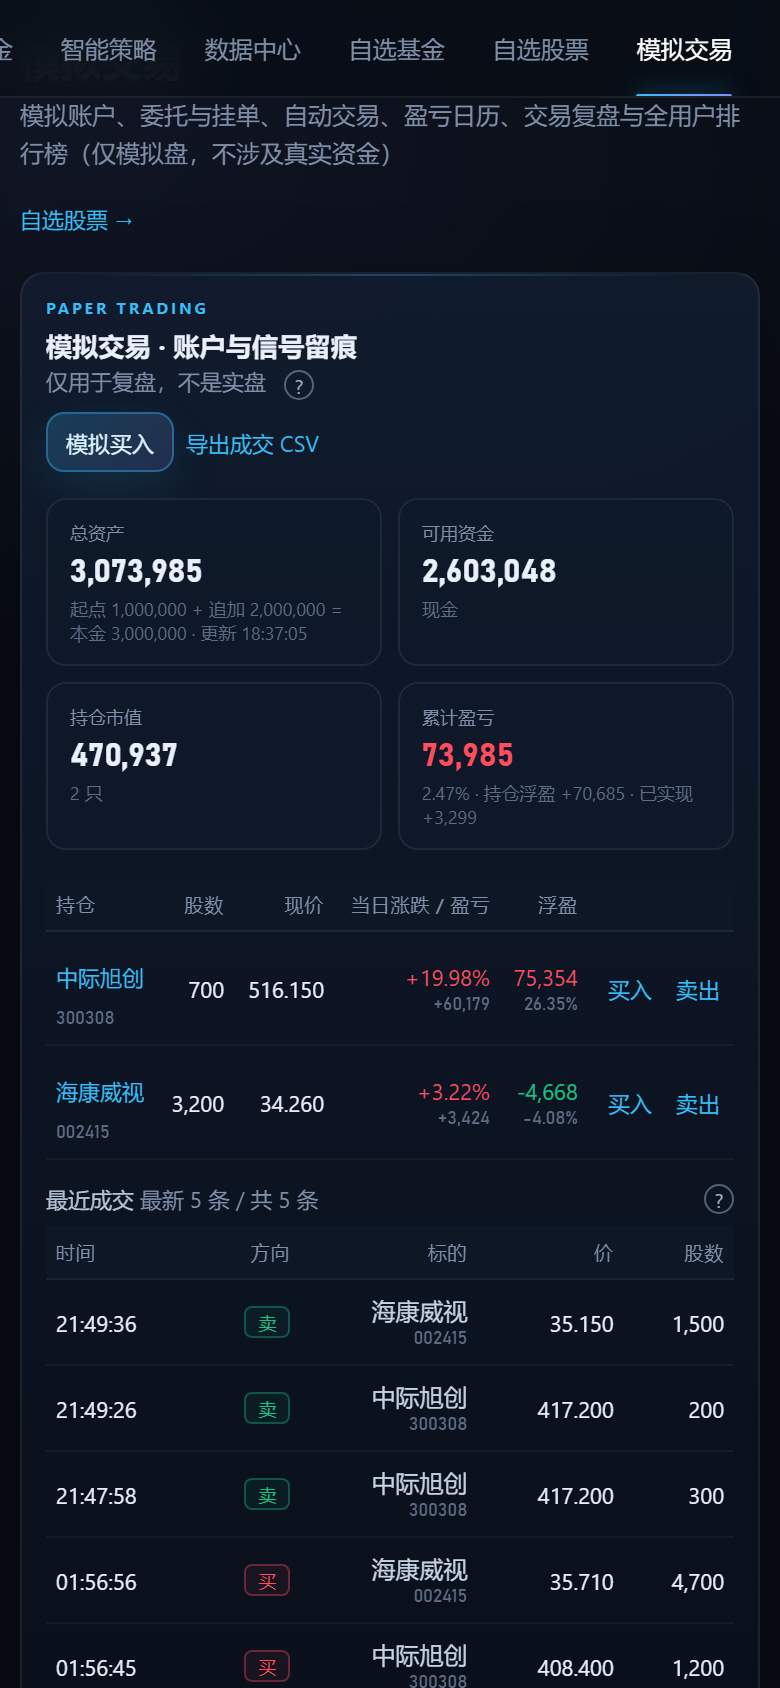 金 智能策略 数据中心 自选基金 自选股票 模拟交易
模拟交易
模拟账户、委托与挂单、自动交易、盈亏日历、交易复盘与全用户排
行榜（仅模拟盘，不涉及真实资金）
自选股票 →
PAPER TRADING
模拟交易 · 账户与信号留痕
仅用于复盘，不是实盘 ?
模拟买入 导出成交 CSV
总资产
3,073,985
起点 1,000,000 + 追加 2,000,000 =
本金 3,000,000 · 更新 18:37:05
可用资金
2,603,048
现金
持仓市值
470,937
2 只
累计盈亏
73,985
2.47% · 持仓浮盈 +70,685 · 已实现
+3,299
持仓 股数 现价 当日涨跌 / 盈亏 浮盈
中际旭创 700 516.150 +19.98% 75,354 买入 卖出
300308 +60,179 26.35%
海康威视 3,200 34.260 +3.22% -4,668 买入 卖出
002415 +3,424 -4.08%
最近成交 最新 5 条 / 共 5 条 ?
时间 方向 标的 价 股数
21:49:36 卖 海康威视 35.150 1,500
002415
21:49:26 卖 中际旭创 417.200 200
300308
21:47:58 卖 中际旭创 417.200 300
300308
01:56:56 买 海康威视 35.710 4,700
002415
01:56:45 买 中际旭创 408.400 1,200
300308